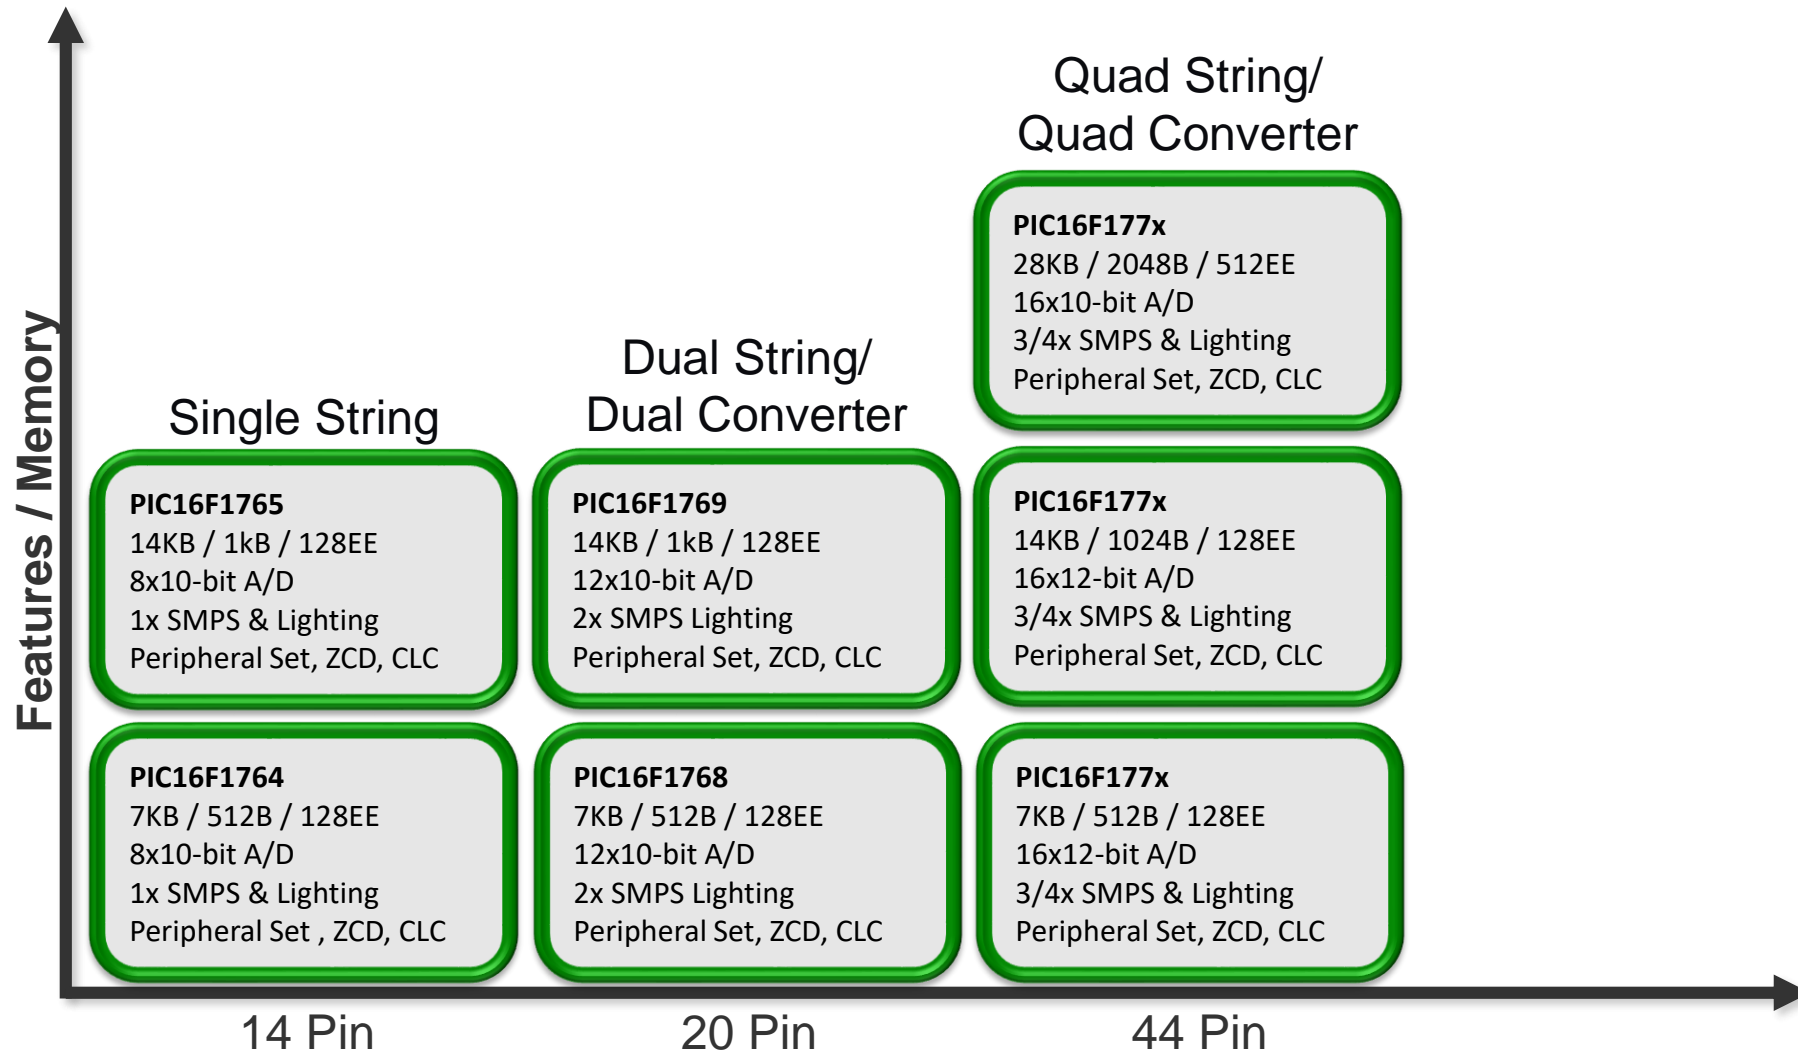 Features / Memory
Single String
PIC16F1765
14KB / 1kB / 128EE
8x10-bit A/D
1x SMPS & Lighting
Peripheral Set, ZCD, CLC
PIC16F1764
7KB / 512B / 128EE
8x10-bit A/D
1x SMPS & Lighting
Peripheral Set , ZCD, CLC
14 Pin
Dual String/
Dual Converter
PIC16F1769
14KB / 1kB / 128EE
12x10-bit A/D
2x SMPS Lighting
Peripheral Set, ZCD, CLC
PIC16F1768
7KB / 512B / 128EE
12x10-bit A/D
2x SMPS Lighting
Peripheral Set, ZCD, CLC
20 Pin
Quad String/
Quad Converter
PIC16F177x
28KB / 2048B / 512EE
16x10-bit A/D
3/4x SMPS & Lighting
Peripheral Set, ZCD, CLC
PIC16F177x
14KB / 1024B / 128EE
16x12-bit A/D
3/4x SMPS & Lighting
Peripheral Set, ZCD, CLC
PIC16F177x
7KB / 512B / 128EE
16x12-bit A/D
3/4x SMPS & Lighting
Peripheral Set, ZCD, CLC
44 Pin